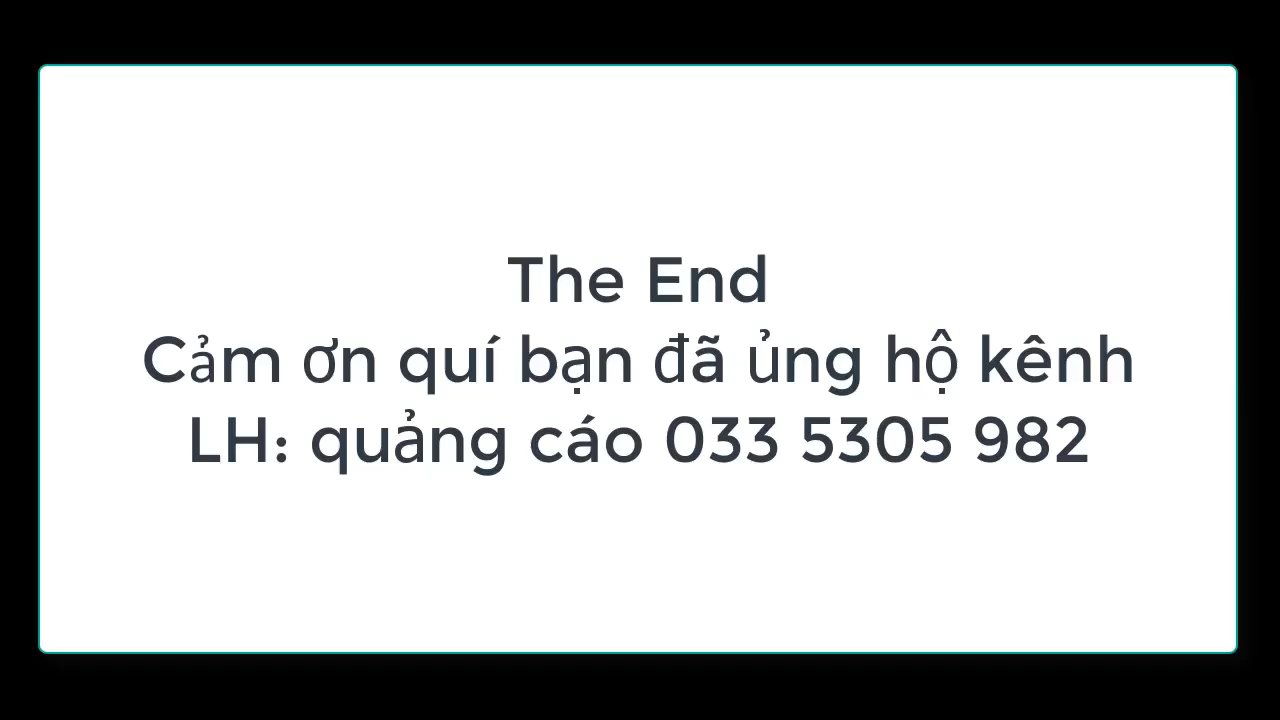 The End
Cảm ơn quí bạn đã ủng hộ kênh
LH: quảng cáo 033 5305 982